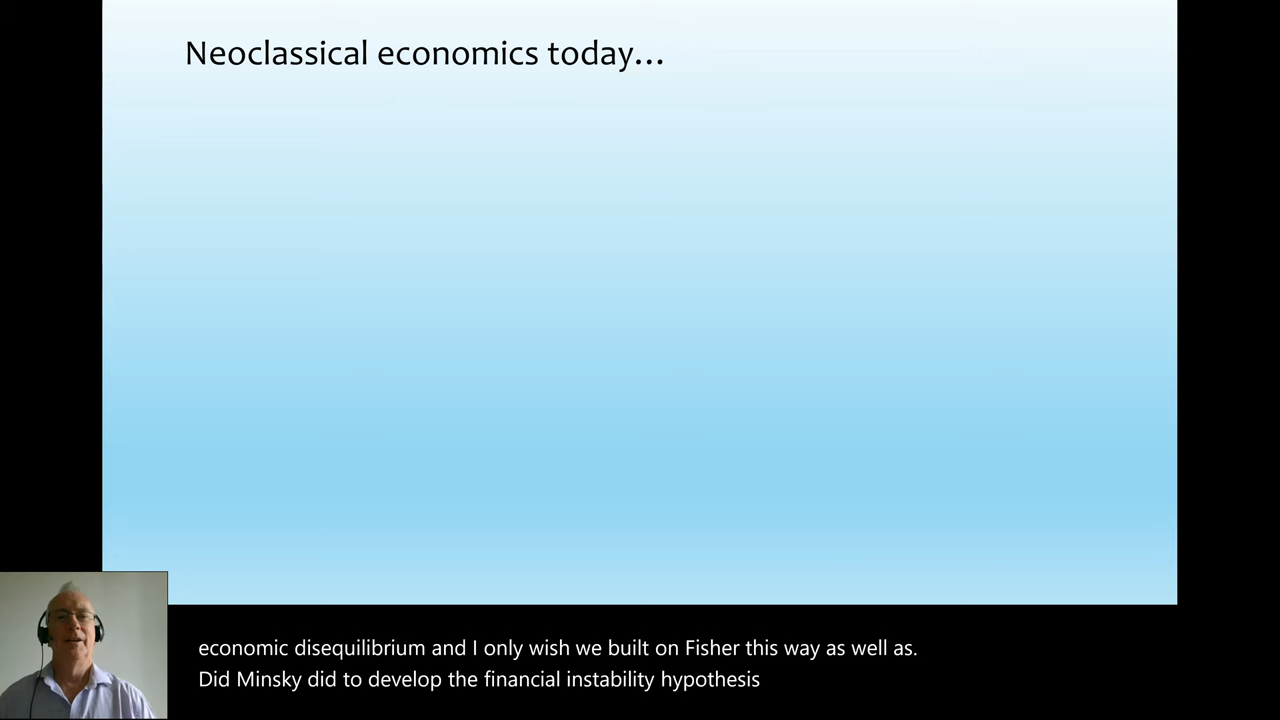 Neoclassical economics today…
economic disequilibrium and I only wish we built on Fisher this way as well as.
Did Minsky did to develop the financial instability hypothesis